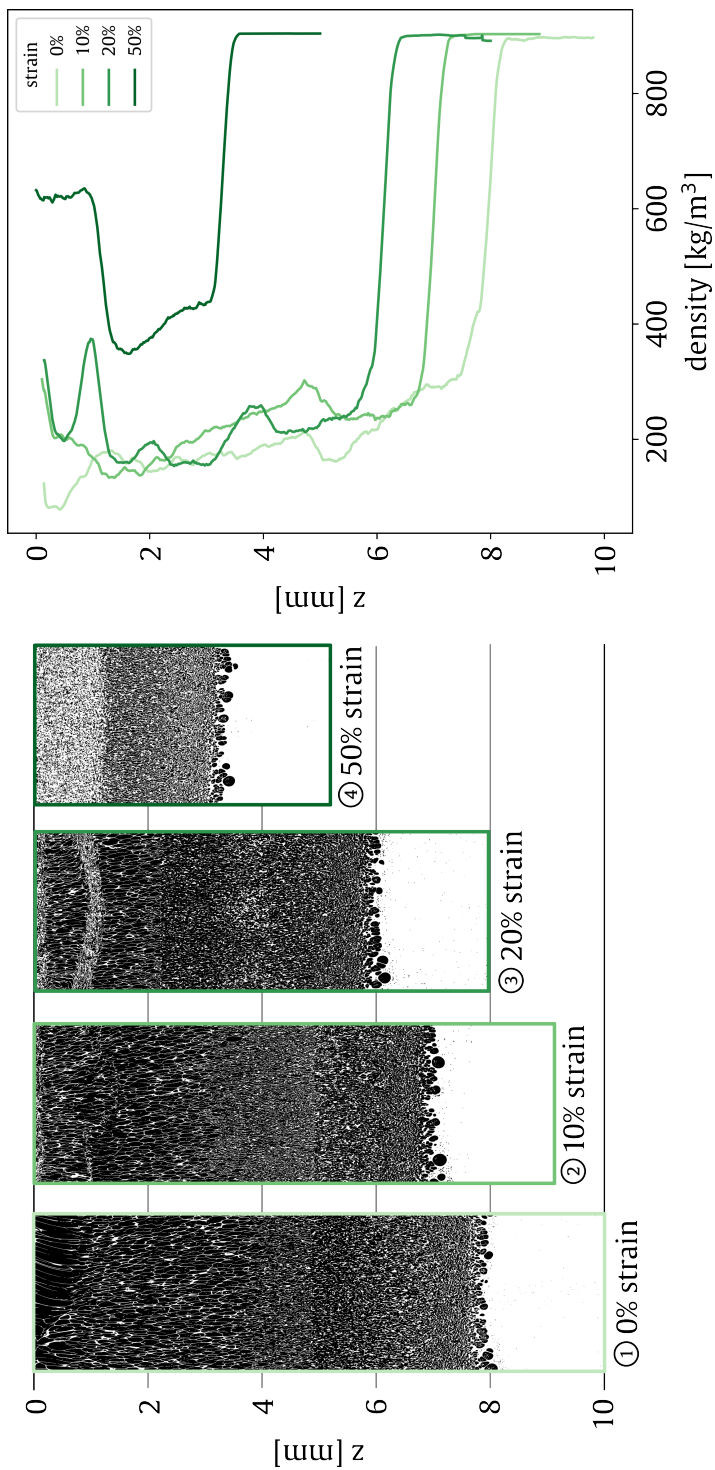 0
2
4
6
8
10
z [mm]
① 0% strain
② 10% strain
③ 20% strain
④ 50% strain
0
2
4
6
8
10
z [mm]
200
400
600
800
density [kg/m³]
strain
0%
10%
20%
50%